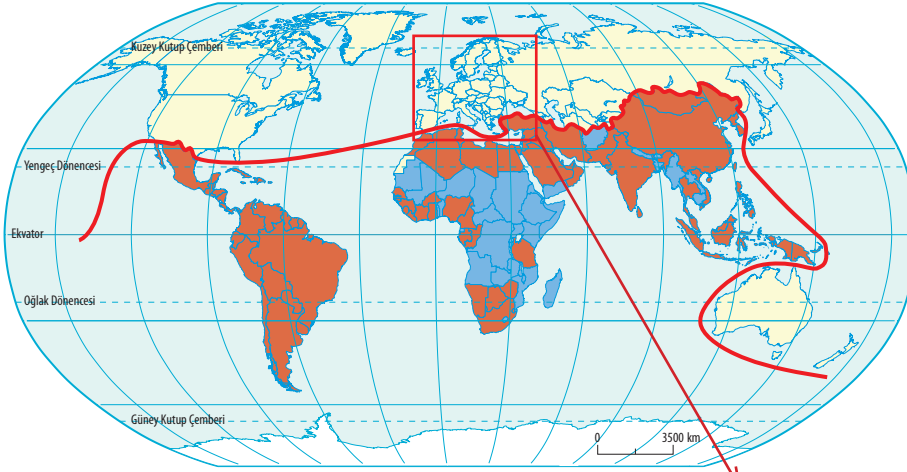 Kuzey Kutup Çemberi
Yengeç Dönencesi
Ekvator
Oğlak Dönencesi
Güney Kutup Çemberi
0 3500 km